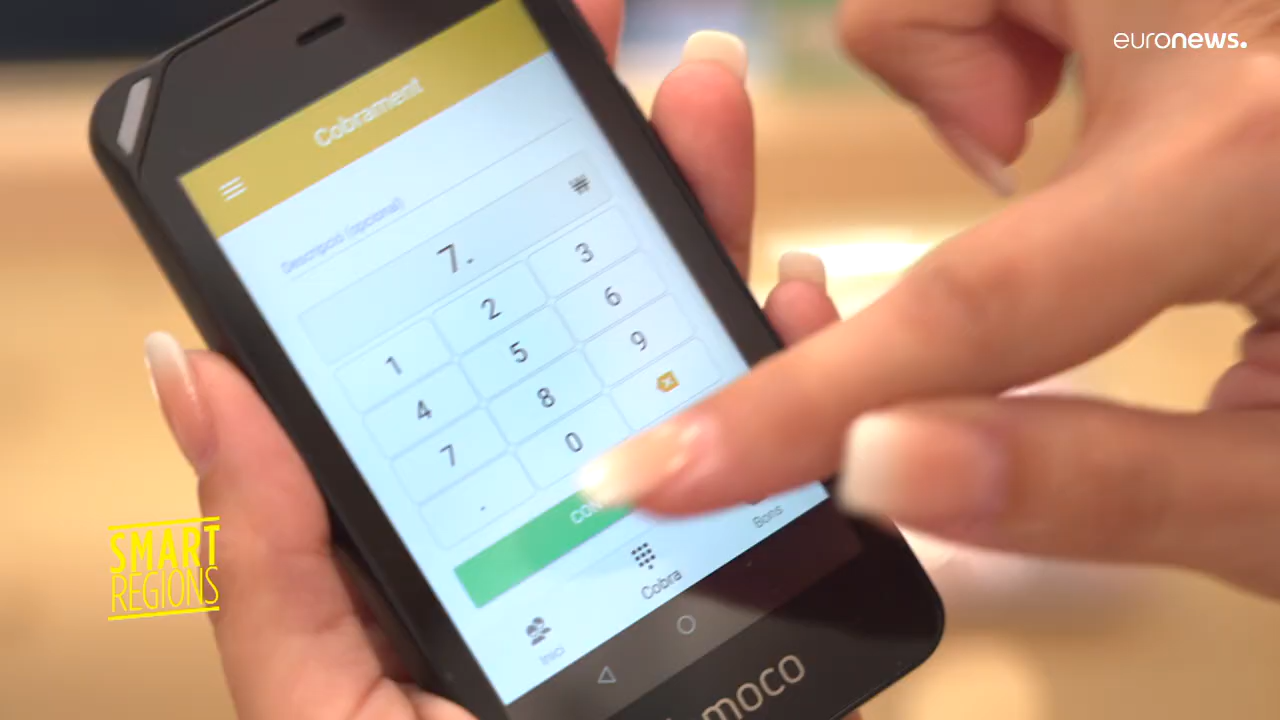 euronews.
Cobrament
Descripció (opcional)
7.
1 2 3
4 5 6
7 8 9
. 0
Cobra
Bons
Inici
moco
SMART
REGIONS